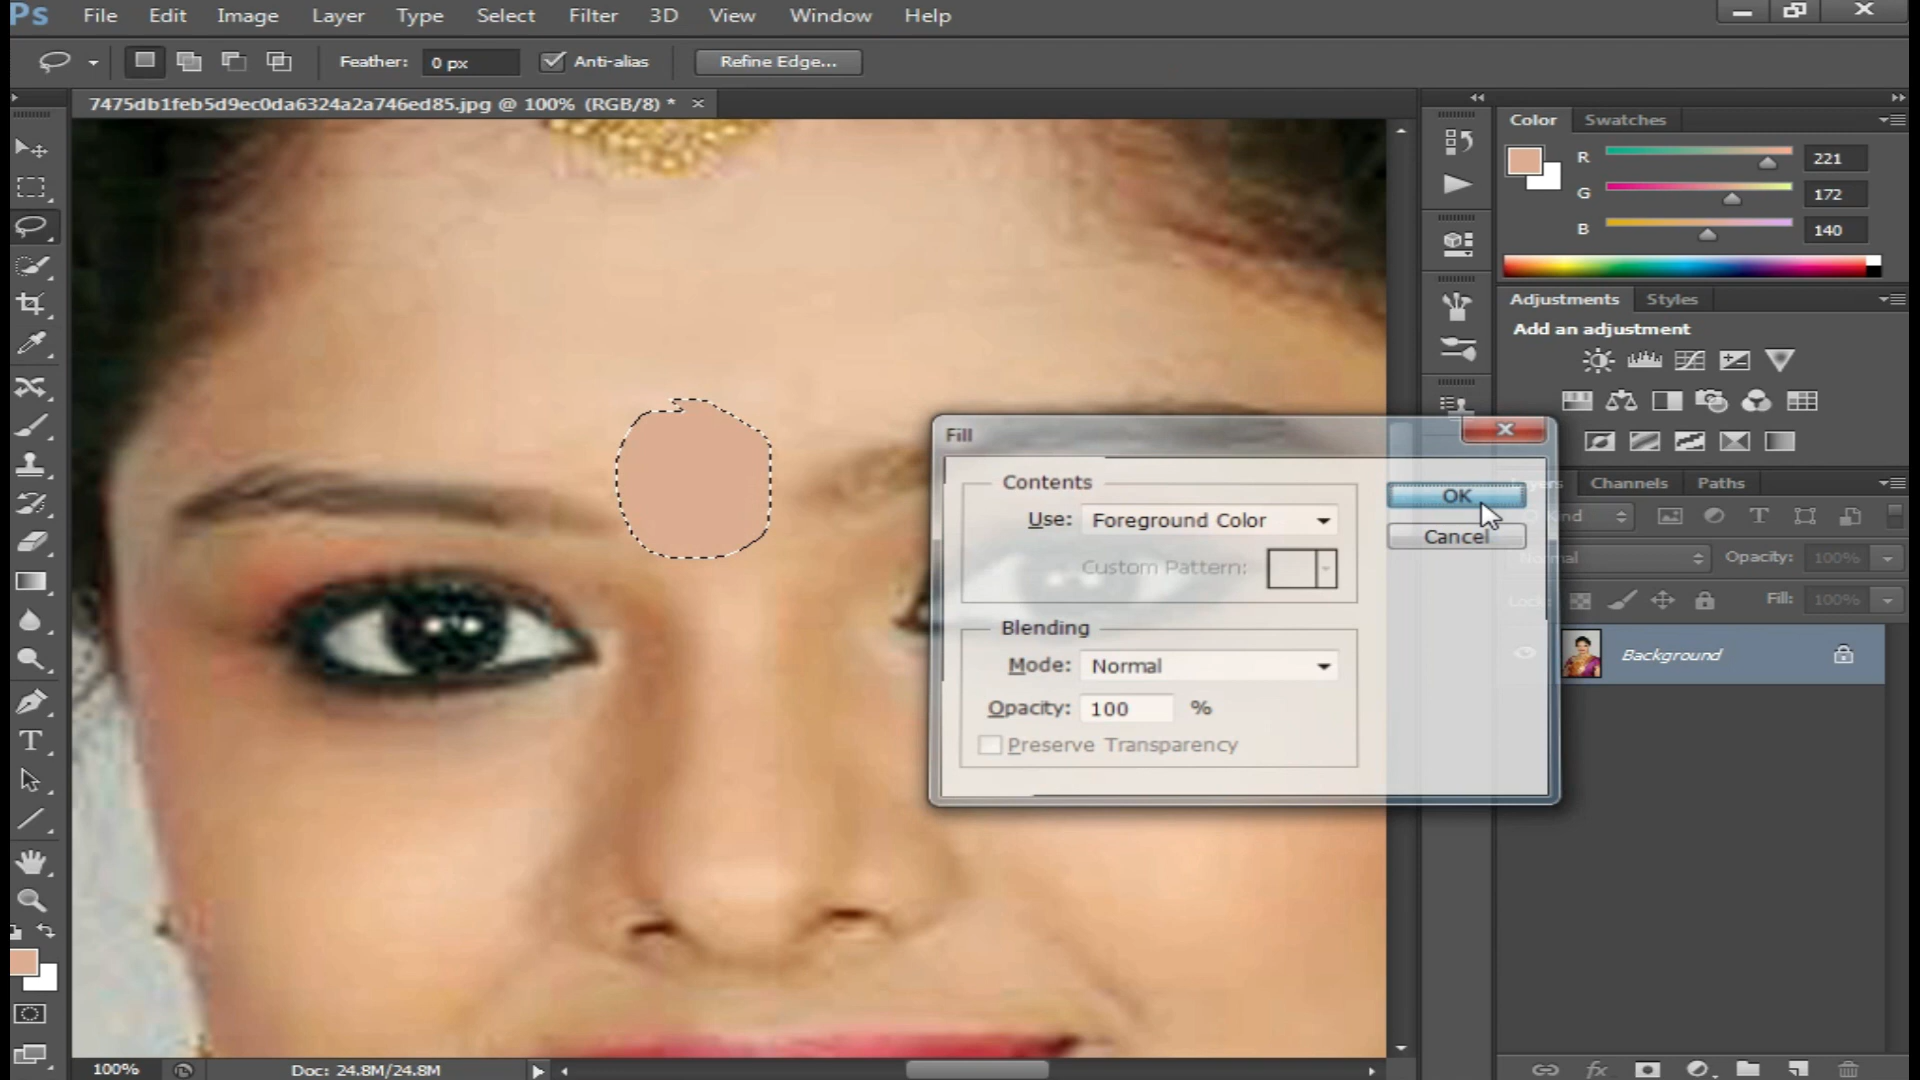 Ps File Edit Image Layer Type Select Filter 3D View Window Help
Feather: 0 px Anti-alias Refine Edge...
7475db1feb5d9ec0da6324a2a746ed85.jpg @ 100% (RGB/8) *
Color Swatches
R 221
G 172
B 140
Adjustments Styles
Add an adjustment
Fill
Contents
Use: Foreground Color
Custom Pattern:
Blending
Mode: Normal
Opacity: 100 %
Preserve Transparency
OK
Cancel
Channels Paths
Opacity: 100%
Fill: 100%
Background
100% Doc: 24.8M/24.8M
fx